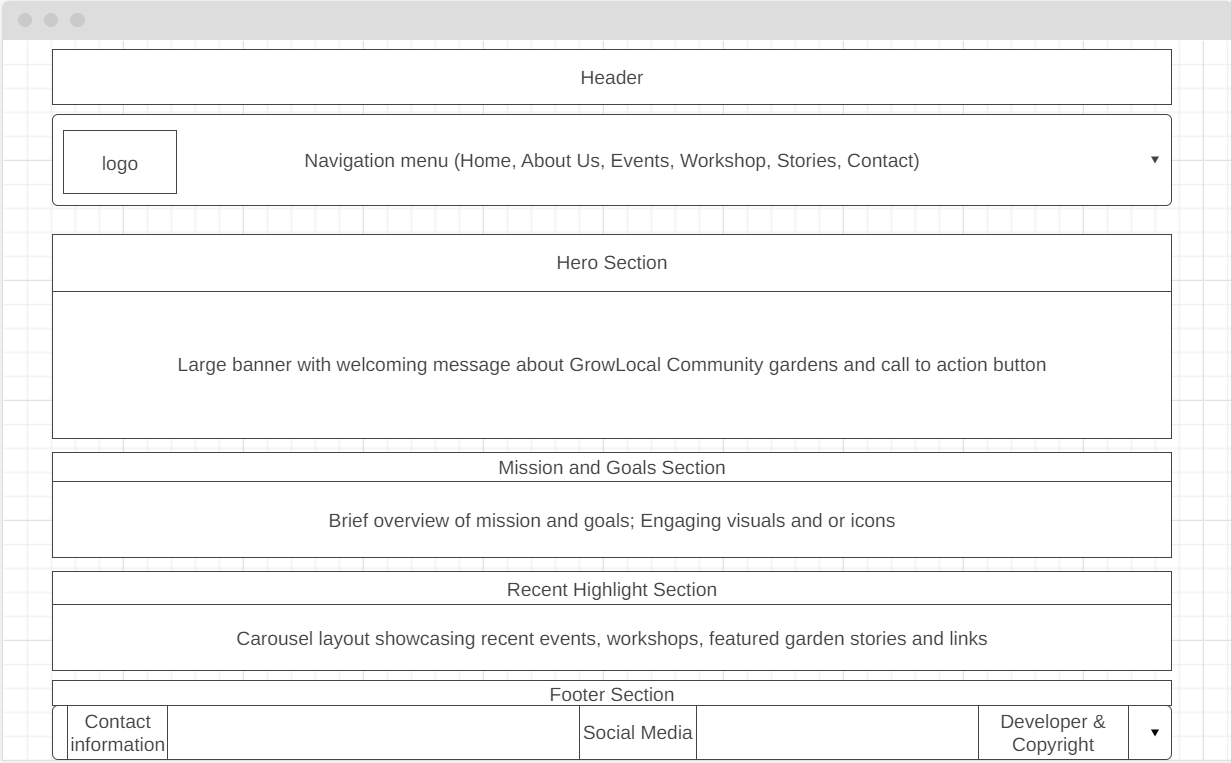 Header
logo
Navigation menu (Home, About Us, Events, Workshop, Stories, Contact)
Hero Section
Large banner with welcoming message about GrowLocal Community gardens and call to action button
Mission and Goals Section
Brief overview of mission and goals; Engaging visuals and or icons
Recent Highlight Section
Carousel layout showcasing recent events, workshops, featured garden stories and links
Footer Section
Contact
information
Social Media
Developer &
Copyright